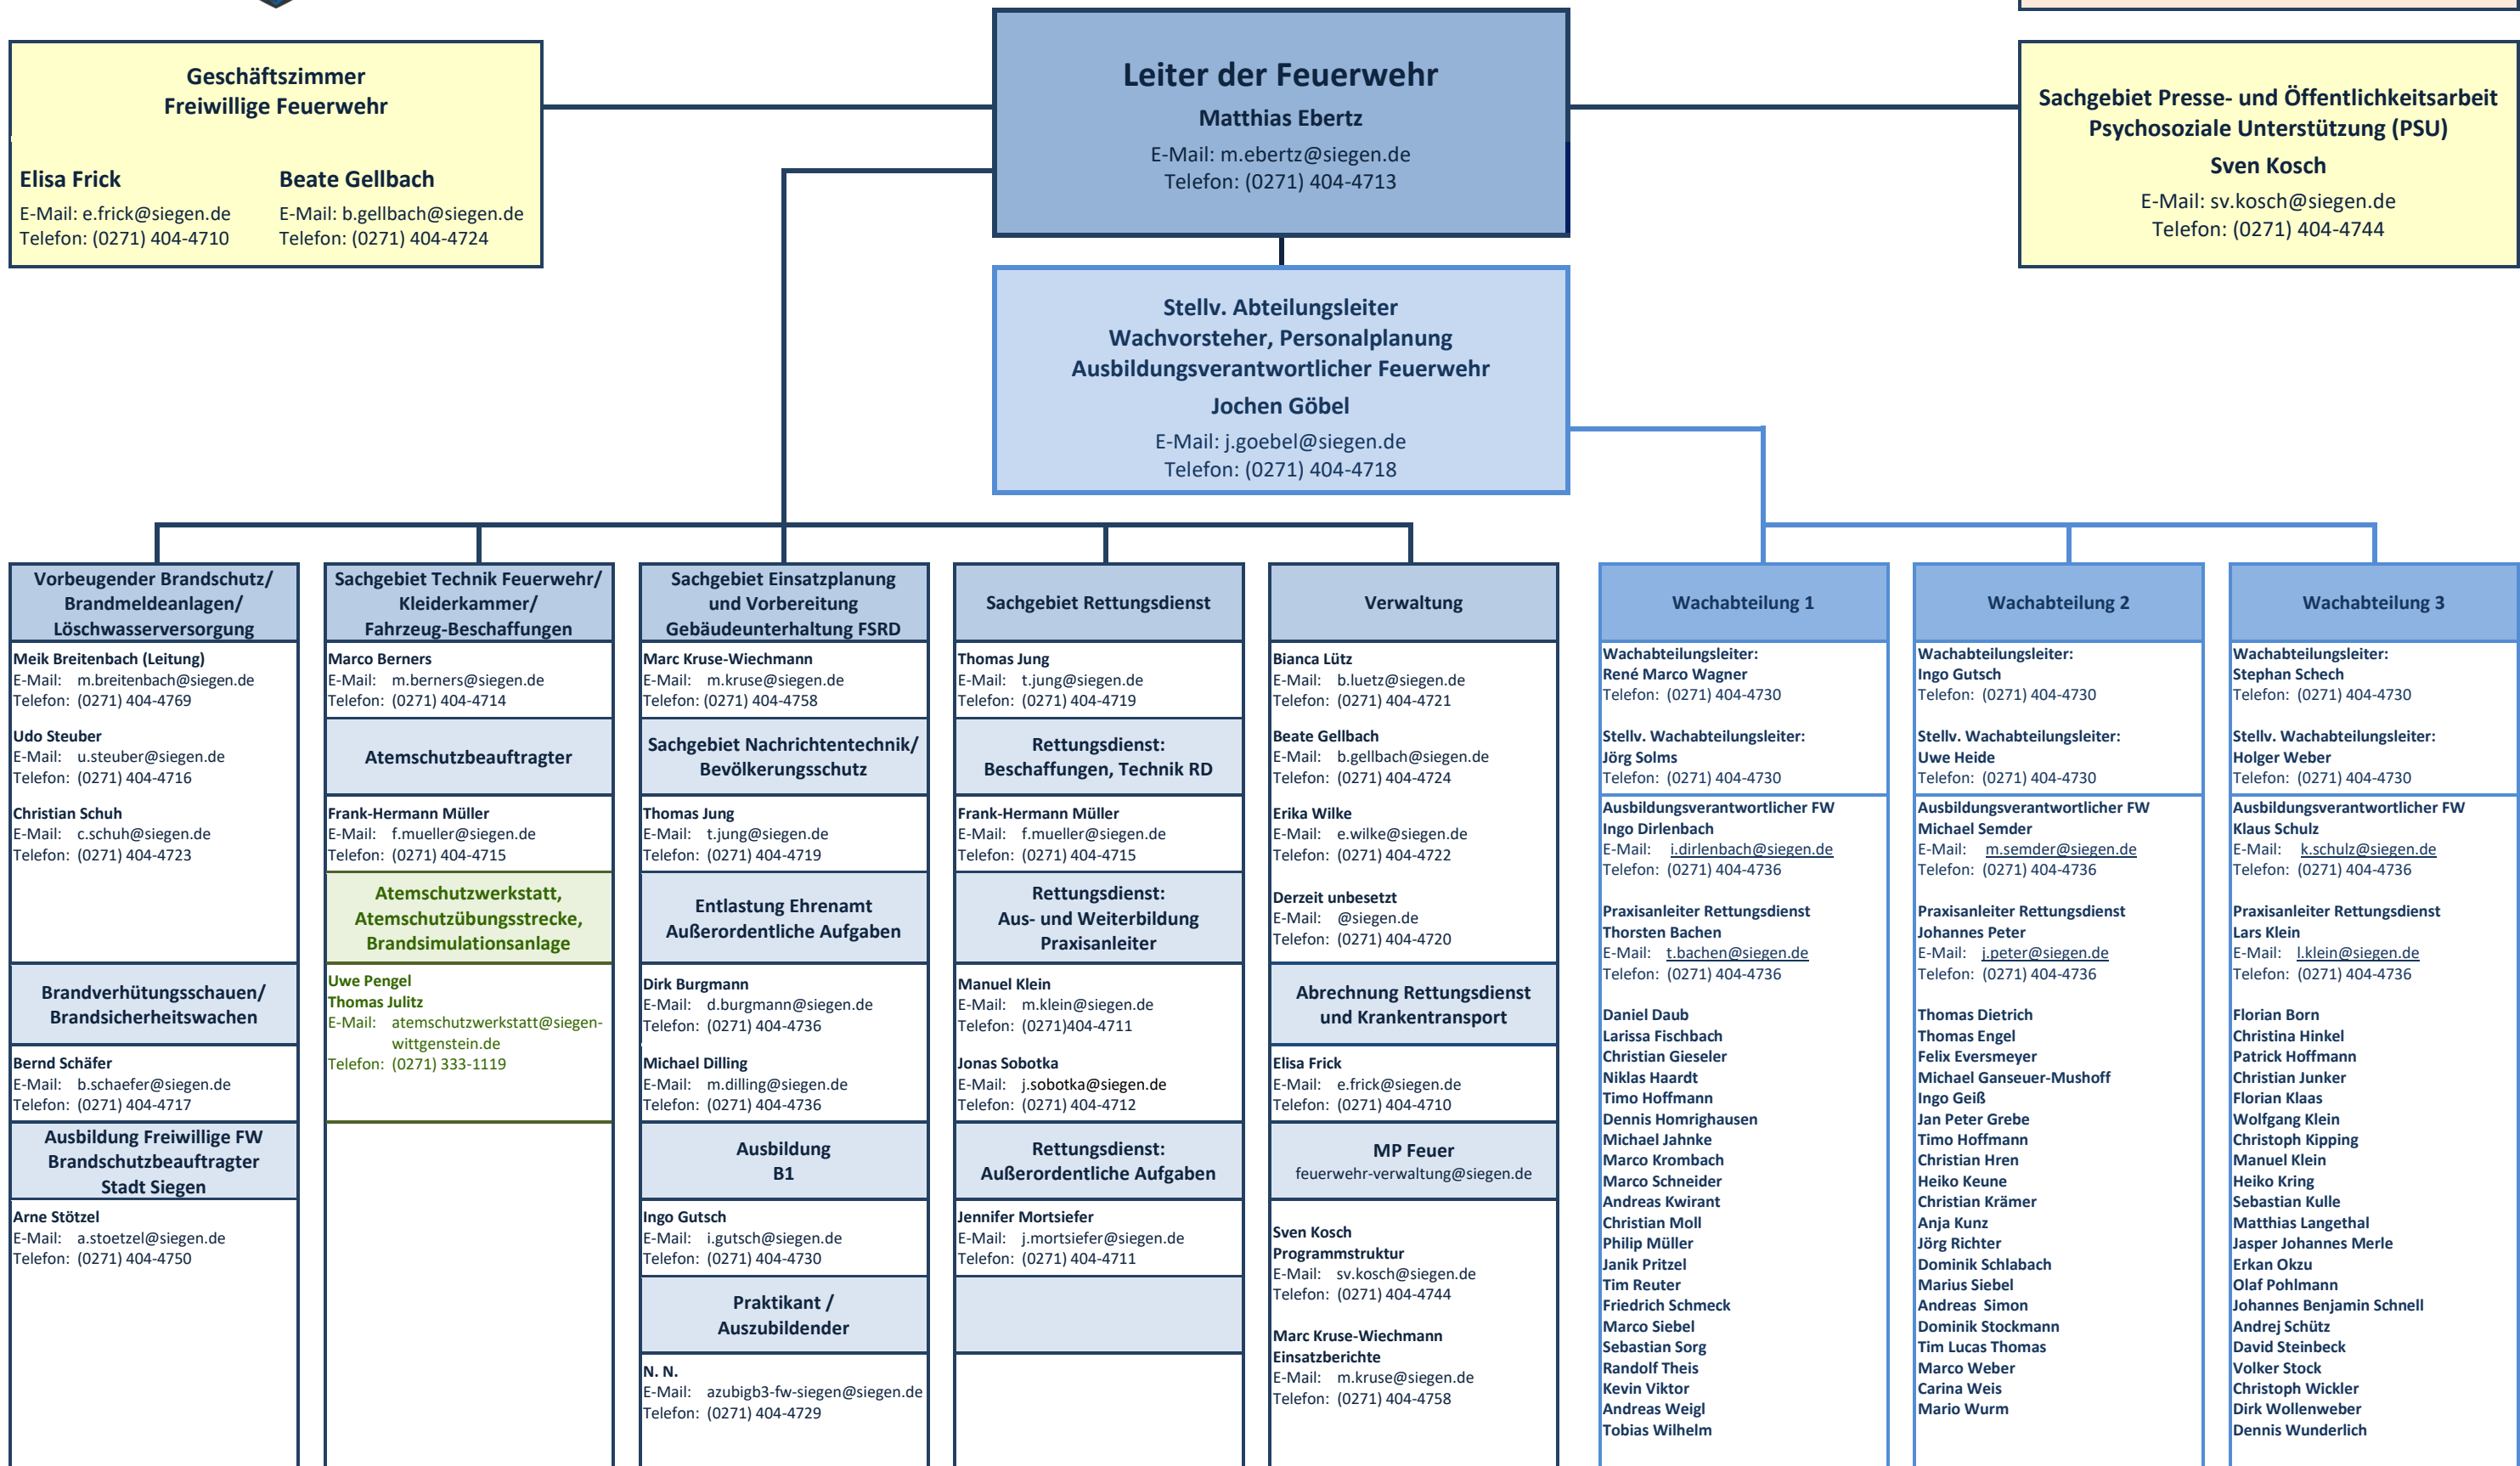 Geschäftszimmer
Freiwillige Feuerwehr
Elisa Frick
E-Mail: e.frick@siegen.de
Telefon: (0271) 404-4710
Beate Gellbach
E-Mail: b.gellbach@siegen.de
Telefon: (0271) 404-4724
Leiter der Feuerwehr
Matthias Ebertz
E-Mail: m.ebertz@siegen.de
Telefon: (0271) 404-4713
Sachgebiet Presse- und Öffentlichkeitsarbeit
Psychosoziale Unterstützung (PSU)
Sven Kosch
E-Mail: sv.kosch@siegen.de
Telefon: (0271) 404-4744
Stellv. Abteilungsleiter
Wachvorsteher, Personalplanung
Ausbildungsverantwortlicher Feuerwehr
Jochen Göbel
E-Mail: j.goebel@siegen.de
Telefon: (0271) 404-4718
Vorbeugender Brandschutz/
Brandmeldeanlagen/
Löschwasserversorgung
Meik Breitenbach (Leitung)
E-Mail: m.breitenbach@siegen.de
Telefon: (0271) 404-4769
Udo Steuber
E-Mail: u.steuber@siegen.de
Telefon: (0271) 404-4716
Christian Schuh
E-Mail: c.schuh@siegen.de
Telefon: (0271) 404-4723
Brandverhütungsschauen/
Brandsicherheitswachen
Bernd Schäfer
E-Mail: b.schaefer@siegen.de
Telefon: (0271) 404-4717
Ausbildung Freiwillige FW
Brandschutzbeauftragter
Stadt Siegen
Arne Stötzel
E-Mail: a.stoetzel@siegen.de
Telefon: (0271) 404-4750
Sachgebiet Technik Feuerwehr/
Kleiderkammer/
Fahrzeug-Beschaffungen
Marco Berners
E-Mail: m.berners@siegen.de
Telefon: (0271) 404-4714
Atemschutzbeauftragter
Frank-Hermann Müller
E-Mail: f.mueller@siegen.de
Telefon: (0271) 404-4715
Atemschutzwerkstatt,
Atemschutzübungsstrecke,
Brandsimulationsanlage
Uwe Pengel
Thomas Julitz
E-Mail: atemschutzwerkstatt@siegen-
wittgenstein.de
Telefon: (0271) 333-1119
Sachgebiet Einsatzplanung
und Vorbereitung
Gebäudeunterhaltung FSRD
Marc Kruse-Wiechmann
E-Mail: m.kruse@siegen.de
Telefon: (0271) 404-4758
Sachgebiet Nachrichtentechnik/
Bevölkerungsschutz
Thomas Jung
E-Mail: t.jung@siegen.de
Telefon: (0271) 404-4719
Entlastung Ehrenamt
Außerordentliche Aufgaben
Dirk Burgmann
E-Mail: d.burgmann@siegen.de
Telefon: (0271) 404-4736
Michael Dilling
E-Mail: m.dilling@siegen.de
Telefon: (0271) 404-4736
Ausbildung
B1
Ingo Gutsch
E-Mail: i.gutsch@siegen.de
Telefon: (0271) 404-4730
Praktikant /
Auszubildender
N. N.
E-Mail: azubigb3-fw-siegen@siegen.de
Telefon: (0271) 404-4729
Sachgebiet Rettungsdienst
Thomas Jung
E-Mail: t.jung@siegen.de
Telefon: (0271) 404-4719
Rettungsdienst:
Beschaffungen, Technik RD
Frank-Hermann Müller
E-Mail: f.mueller@siegen.de
Telefon: (0271) 404-4715
Rettungsdienst:
Aus- und Weiterbildung
Praxisanleiter
Manuel Klein
E-Mail: m.klein@siegen.de
Telefon: (0271)404-4711
Jonas Sobotka
E-Mail: j.sobotka@siegen.de
Telefon: (0271) 404-4712
Rettungsdienst:
Außerordentliche Aufgaben
Jennifer Mortsiefer
E-Mail: j.mortsiefer@siegen.de
Telefon: (0271) 404-4711
Verwaltung
Bianca Lütz
E-Mail: b.luetz@siegen.de
Telefon: (0271) 404-4721
Beate Gellbach
E-Mail: b.gellbach@siegen.de
Telefon: (0271) 404-4724
Erika Wilke
E-Mail: e.wilke@siegen.de
Telefon: (0271) 404-4722
Derzeit unbesetzt
E-Mail: @siegen.de
Telefon: (0271) 404-4720
Abrechnung Rettungsdienst
und Krankentransport
Elisa Frick
E-Mail: e.frick@siegen.de
Telefon: (0271) 404-4710
MP Feuer
feuerwehr-verwaltung@siegen.de
Sven Kosch
Programmstruktur
E-Mail: sv.kosch@siegen.de
Telefon: (0271) 404-4744
Marc Kruse-Wiechmann
Einsatzberichte
E-Mail: m.kruse@siegen.de
Telefon: (0271) 404-4758
Wachabteilung 1
Wachabteilungsleiter:
René Marco Wagner
Telefon: (0271) 404-4730
Stellv. Wachabteilungsleiter:
Jörg Solms
Telefon: (0271) 404-4730
Ausbildungsverantwortlicher FW
Ingo Dirlenbach
E-Mail: i.dirlenbach@siegen.de
Telefon: (0271) 404-4736
Praxisanleiter Rettungsdienst
Thorsten Bachen
E-Mail: t.bachen@siegen.de
Telefon: (0271) 404-4736
Daniel Daub
Larissa Fischbach
Christian Gieseler
Niklas Haardt
Timo Hoffmann
Dennis Homrighausen
Michael Jahnke
Marco Krombach
Marco Schneider
Andreas Kwirant
Christian Moll
Philip Müller
Janik Pritzel
Tim Reuter
Friedrich Schmeck
Marco Siebel
Sebastian Sorg
Randolf Theis
Kevin Viktor
Andreas Weigl
Tobias Wilhelm
Wachabteilung 2
Wachabteilungsleiter:
Ingo Gutsch
Telefon: (0271) 404-4730
Stellv. Wachabteilungsleiter:
Uwe Heide
Telefon: (0271) 404-4730
Ausbildungsverantwortlicher FW
Michael Semder
E-Mail: m.semder@siegen.de
Telefon: (0271) 404-4736
Praxisanleiter Rettungsdienst
Johannes Peter
E-Mail: j.peter@siegen.de
Telefon: (0271) 404-4736
Thomas Dietrich
Thomas Engel
Felix Eversmeyer
Michael Ganseuer-Mushoff
Ingo Geiß
Jan Peter Grebe
Timo Hoffmann
Christian Hren
Heiko Keune
Christian Krämer
Anja Kunz
Jörg Richter
Dominik Schlabach
Marius Siebel
Andreas Simon
Dominik Stockmann
Tim Lucas Thomas
Marco Weber
Carina Weis
Mario Wurm
Wachabteilung 3
Wachabteilungsleiter:
Stephan Schech
Telefon: (0271) 404-4730
Stellv. Wachabteilungsleiter:
Holger Weber
Telefon: (0271) 404-4730
Ausbildungsverantwortlicher FW
Klaus Schulz
E-Mail: k.schulz@siegen.de
Telefon: (0271) 404-4736
Praxisanleiter Rettungsdienst
Lars Klein
E-Mail: l.klein@siegen.de
Telefon: (0271) 404-4736
Florian Born
Christina Hinkel
Patrick Hoffmann
Christian Junker
Florian Klaas
Wolfgang Klein
Christoph Kipping
Manuel Klein
Heiko Kring
Sebastian Kulle
Matthias Langethal
Jasper Johannes Merle
Erkan Okzu
Olaf Pohlmann
Johannes Benjamin Schnell
Andrej Schütz
David Steinbeck
Volker Stock
Christoph Wickler
Dirk Wollenweber
Dennis Wunderlich